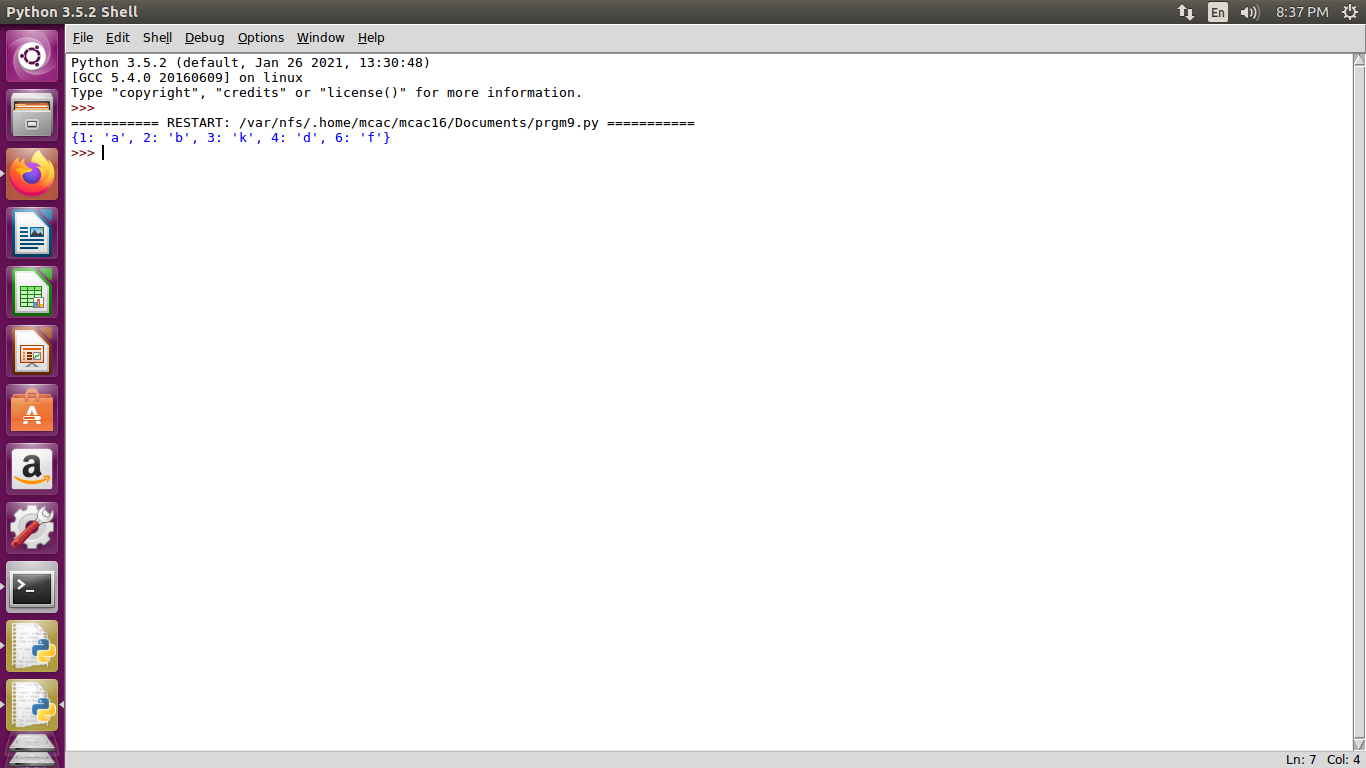 Python 3.5.2 Shell
En
8:37 PM
File Edit Shell Debug Options Window Help
Python 3.5.2 (default, Jan 26 2021, 13:30:48)
[GCC 5.4.0 20160609] on linux
Type "copyright", "credits" or "license()" for more information.
>>>
=========== RESTART: /var/nfs/.home/mcac/mcac16/Documents/prgm9.py ===========
{1: 'a', 2: 'b', 3: 'k', 4: 'd', 6: 'f'}
>>>
Ln: 7 Col: 4